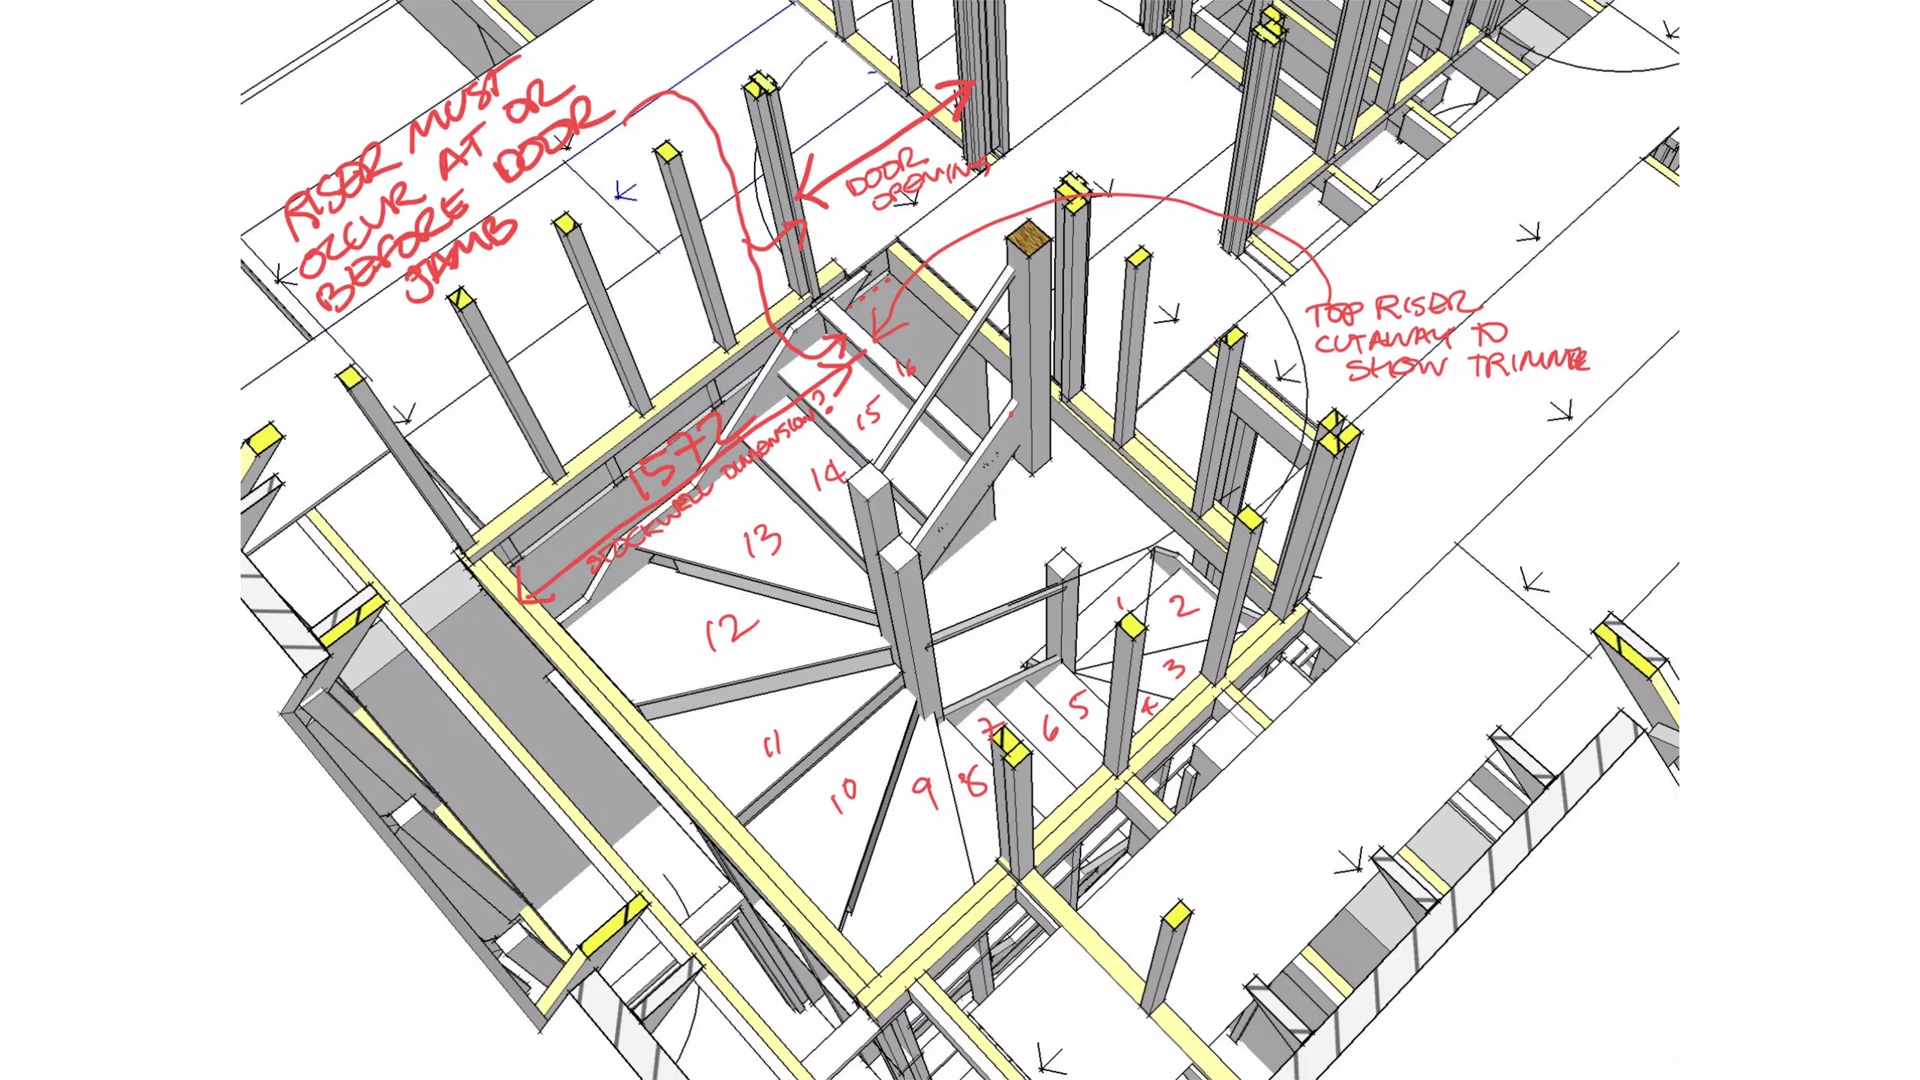 RISER MUST
OCCUR AT OR
BEFORE DOOR
JAMB
DOOR
OPENING
TOP RISER
CUTAWAY TO
SHOW TRIMMER
1572
STOCKWELL DIMENSION?
16
15
14
13
12
11
10
9
8
7
6
5
4
3
2
1